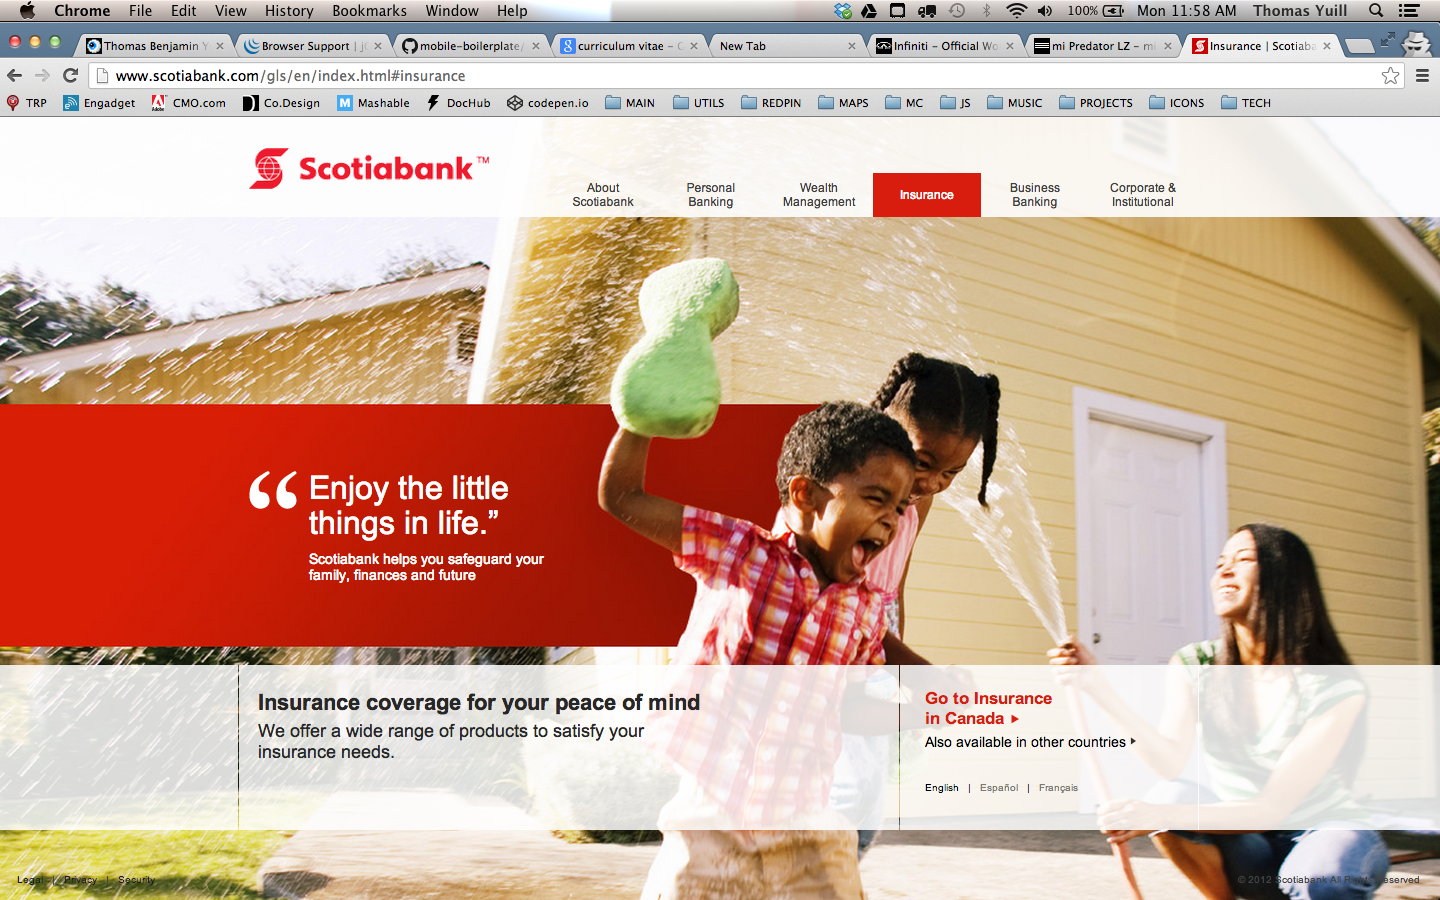 Chrome File Edit View History Bookmarks Window Help 100% Mon 11:58 AM Thomas Yuill
Thomas Benjamin Y Browser Support | j mobile-boilerplate/ curriculum vitae – New Tab Infiniti – Official Wo mi Predator LZ – mi Insurance | Scotiaba
www.scotiabank.com/gls/en/index.html#insurance
TRP Engadget CMO.com Co.Design Mashable DocHub codepen.io MAIN UTILS REDPIN MAPS MC JS MUSIC PROJECTS ICONS TECH
Scotiabank™
About Scotiabank
Personal Banking
Wealth Management
Insurance
Business Banking
Corporate & Institutional
“Enjoy the little
things in life.”
Scotiabank helps you safeguard your
family, finances and future
Insurance coverage for your peace of mind
We offer a wide range of products to satisfy your
insurance needs.
Go to Insurance
in Canada
Also available in other countries
English | Español | Français
Legal | Privacy | Security
© 2012 Scotiabank All Rights Reserved